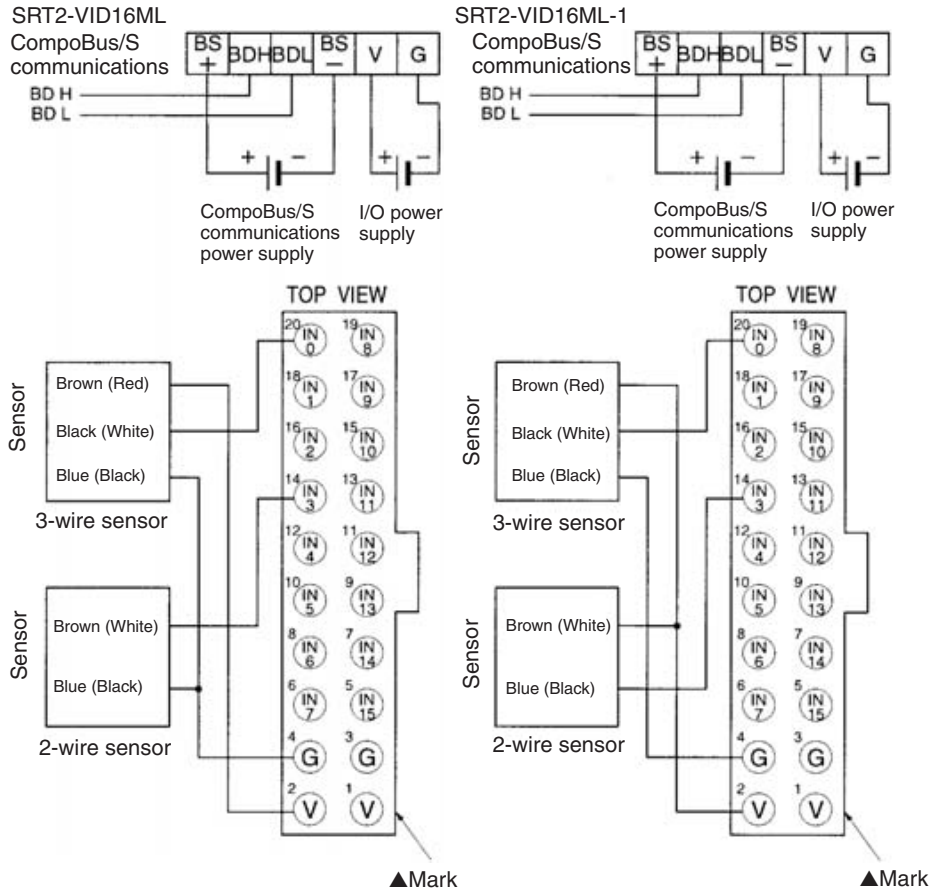 SRT2-VID16ML
CompoBus/S
communications
BS
+
BDH
BDL
BS
–
V
G
BD H
BD L
+
–
+
–
CompoBus/S
communications
power supply
I/O power
supply
TOP VIEW
20 IN 0
19 IN 8
18 IN 1
17 IN 9
16 IN 2
15 IN 10
14 IN 3
13 IN 11
12 IN 4
11 IN 12
10 IN 5
9 IN 13
8 IN 6
7 IN 14
6 IN 7
5 IN 15
4 G
3 G
2 V
1 V
Sensor
Brown (Red)
Black (White)
Blue (Black)
3-wire sensor
Sensor
Brown (White)
Blue (Black)
2-wire sensor
▲Mark
SRT2-VID16ML-1
CompoBus/S
communications
BS
+
BDH
BDL
BS
–
V
G
BD H
BD L
+
–
+
–
CompoBus/S
communications
power supply
I/O power
supply
TOP VIEW
20 IN 0
19 IN 8
18 IN 1
17 IN 9
16 IN 2
15 IN 10
14 IN 3
13 IN 11
12 IN 4
11 IN 12
10 IN 5
9 IN 13
8 IN 6
7 IN 14
6 IN 7
5 IN 15
4 G
3 G
2 V
1 V
Sensor
Brown (Red)
Black (White)
Blue (Black)
3-wire sensor
Sensor
Brown (White)
Blue (Black)
2-wire sensor
▲Mark